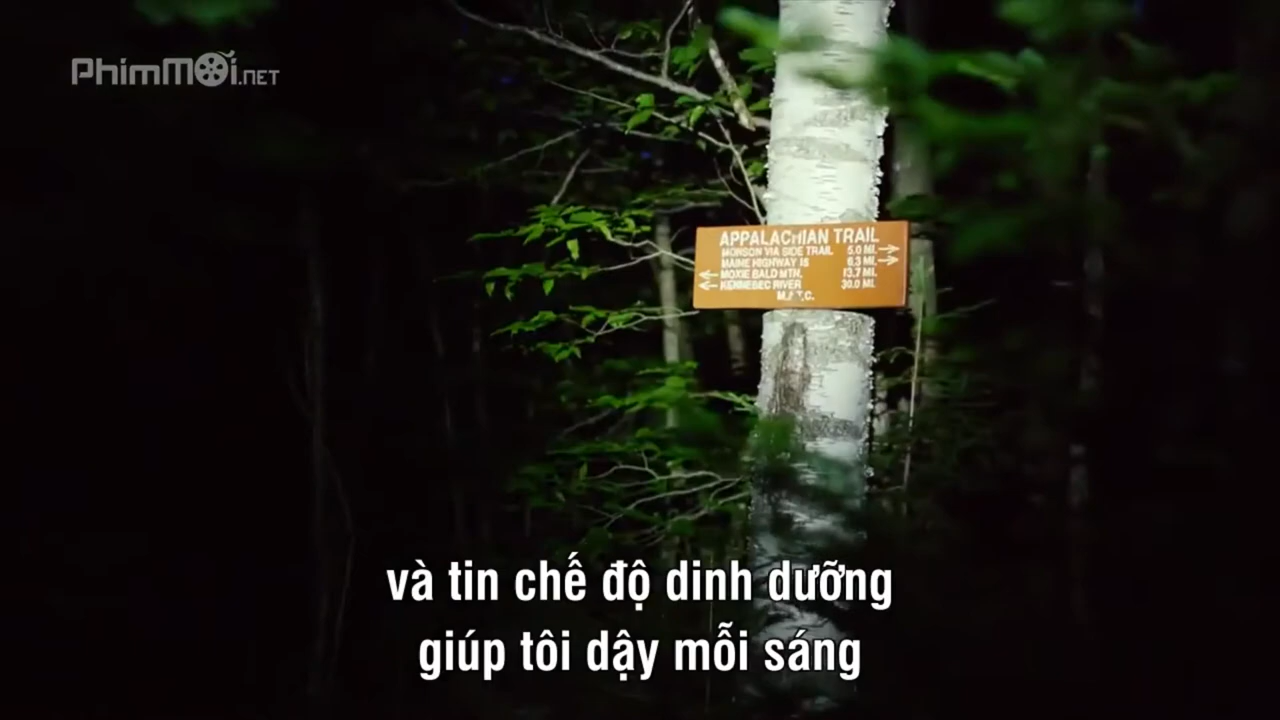 PhimMỡi.NET
APPALACHIAN TRAIL
MONSON VIA SIDE TRAIL 5.0 MI. →
MAINE HIGHWAY 15 6.3 MI. →
← MOXIE BALD MTN. 13.7 MI.
← KENNEBEC RIVER 30.0 MI.
M.A.T.C.
và tin chế độ dinh dưỡng
giúp tôi dậy mỗi sáng